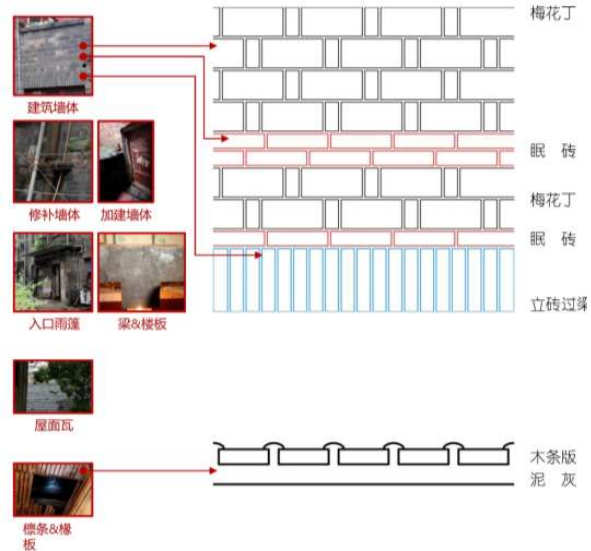 梅花丁
建筑墙体
眠 砖
修补墙体
加建墙体
梅花丁
眠 砖
立砖过梁
入口雨篷
梁&楼板
屋面瓦
木条版
泥 灰
檩条&椽
板